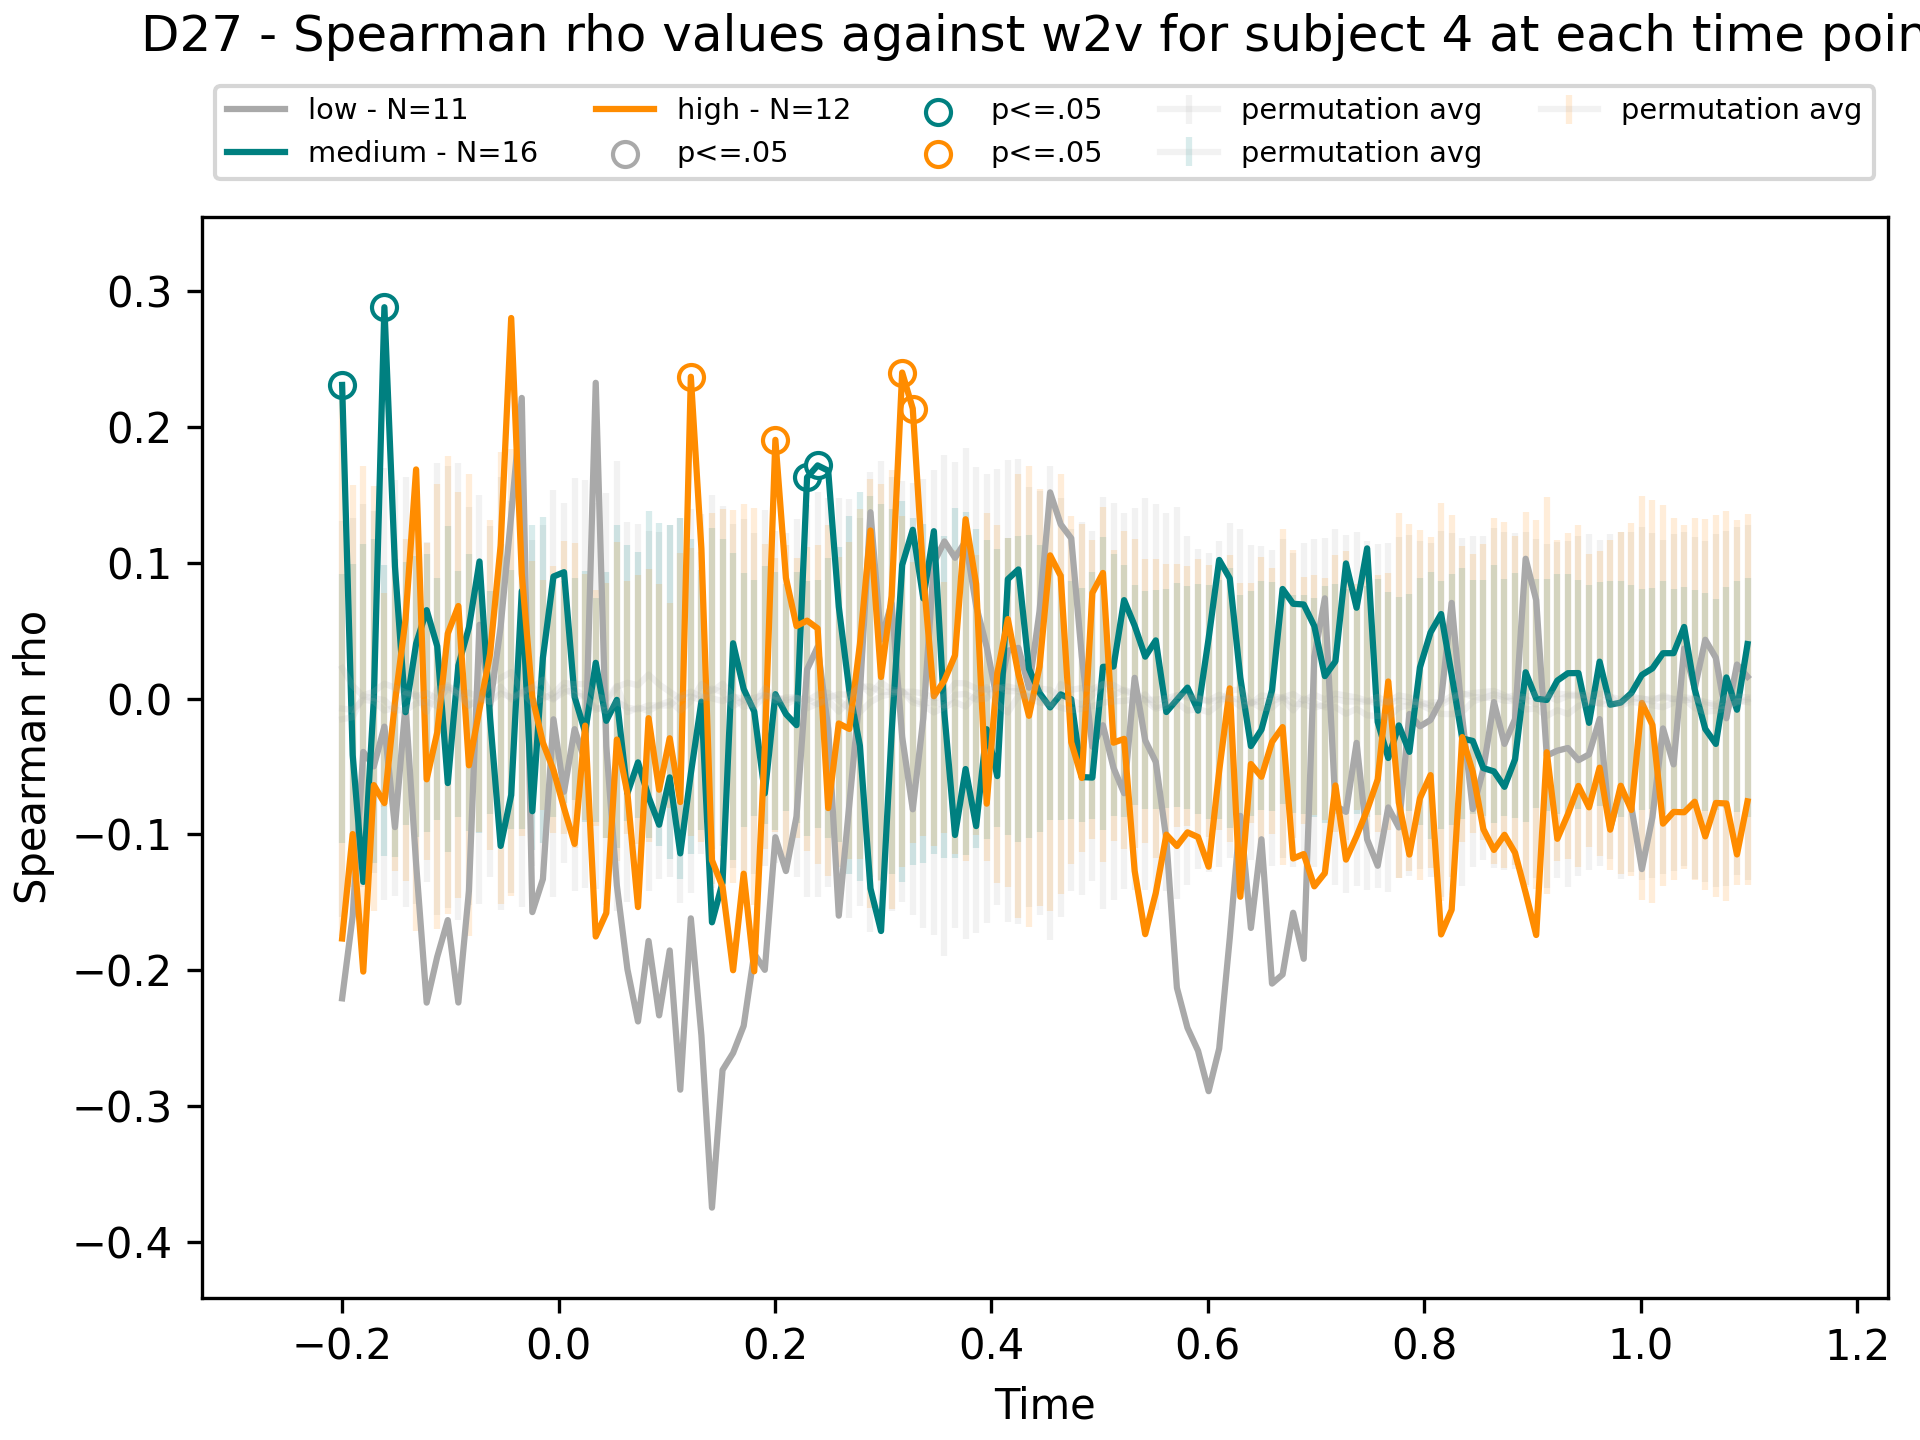 D27 - Spearman rho values against w2v for subject 4 at each time poin
low - N=11 high - N=12 p<=.05 permutation avg permutation avg
medium - N=16 p<=.05 p<=.05 permutation avg
0.3
0.2
0.1
0.0
−0.1
−0.2
−0.3
−0.4
Spearman rho
−0.2 0.0 0.2 0.4 0.6 0.8 1.0 1.2
Time